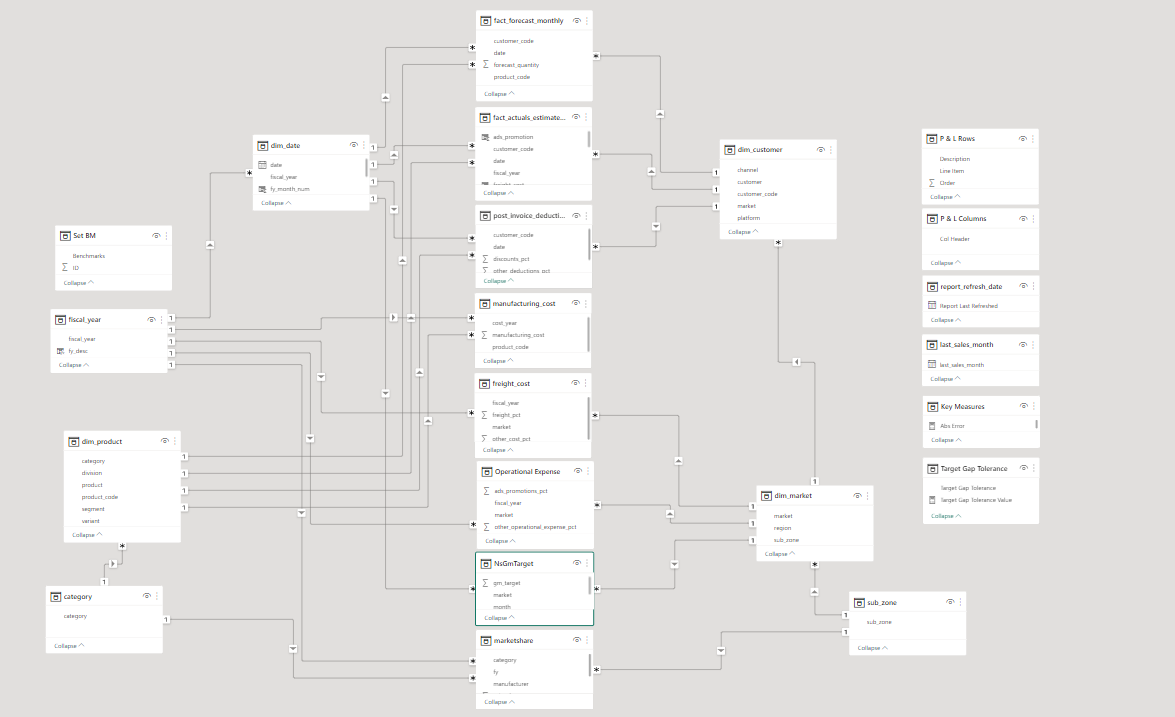 fact_forecast_monthly
customer_code
date
forecast_quantity
product_code
Collapse
fact_actuals_estimate...
ads_promotion
customer_code
date
fiscal_year
Collapse
post_invoice_deducti...
customer_code
date
discounts_pct
other_deductions_pct
Collapse
manufacturing_cost
cost_year
manufacturing_cost
product_code
Collapse
freight_cost
fiscal_year
freight_pct
market
other_cost_pct
Collapse
Operational Expense
ads_promotions_pct
fiscal_year
market
other_operational_expense_pct
Collapse
NsGmTarget
gm_target
market
month
Collapse
marketshare
category
fy
manufacturer
Collapse
dim_date
date
fiscal_year
fy_month_num
Collapse
Set BM
Benchmarks
ID
Collapse
fiscal_year
fiscal_year
fy_desc
Collapse
dim_product
category
division
product
product_code
segment
variant
Collapse
category
category
Collapse
dim_customer
channel
customer
customer_code
market
platform
Collapse
dim_market
market
region
sub_zone
Collapse
sub_zone
sub_zone
Collapse
P & L Rows
Description
Line Item
Order
Collapse
P & L Columns
Col Header
Collapse
report_refresh_date
Report Last Refreshed
Collapse
last_sales_month
last_sales_month
Collapse
Key Measures
Abs Error
Collapse
Target Gap Tolerance
Target Gap Tolerance
Target Gap Tolerance Value
Collapse